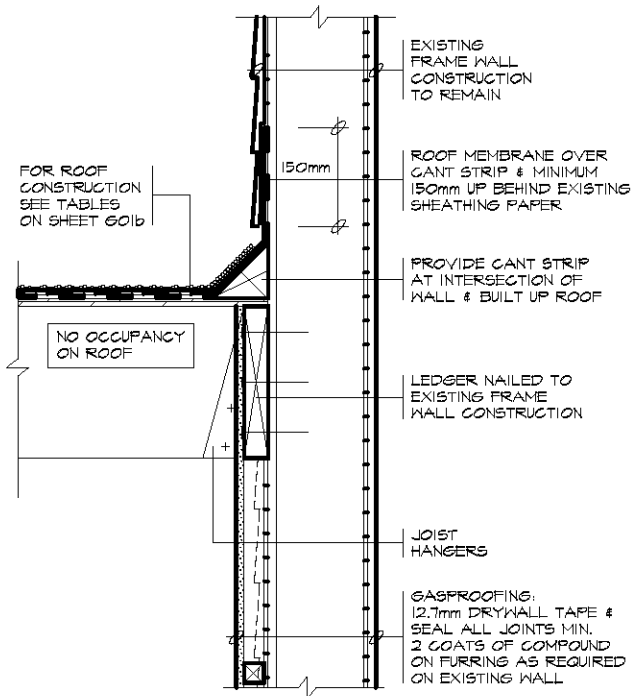 EXISTING
FRAME WALL
CONSTRUCTION
TO REMAIN
FOR ROOF
CONSTRUCTION
SEE TABLES
ON SHEET G01b
150mm
ROOF MEMBRANE OVER
CANT STRIP & MINIMUM
150mm UP BEHIND EXISTING
SHEATHING PAPER
PROVIDE CANT STRIP
AT INTERSECTION OF
WALL & BUILT UP ROOF
NO OCCUPANCY
ON ROOF
LEDGER NAILED TO
EXISTING FRAME
WALL CONSTRUCTION
JOIST
HANGERS
GASPROOFING:
12.7mm DRYWALL TAPE &
SEAL ALL JOINTS MIN.
2 COATS OF COMPOUND
ON FURRING AS REQUIRED
ON EXISTING WALL